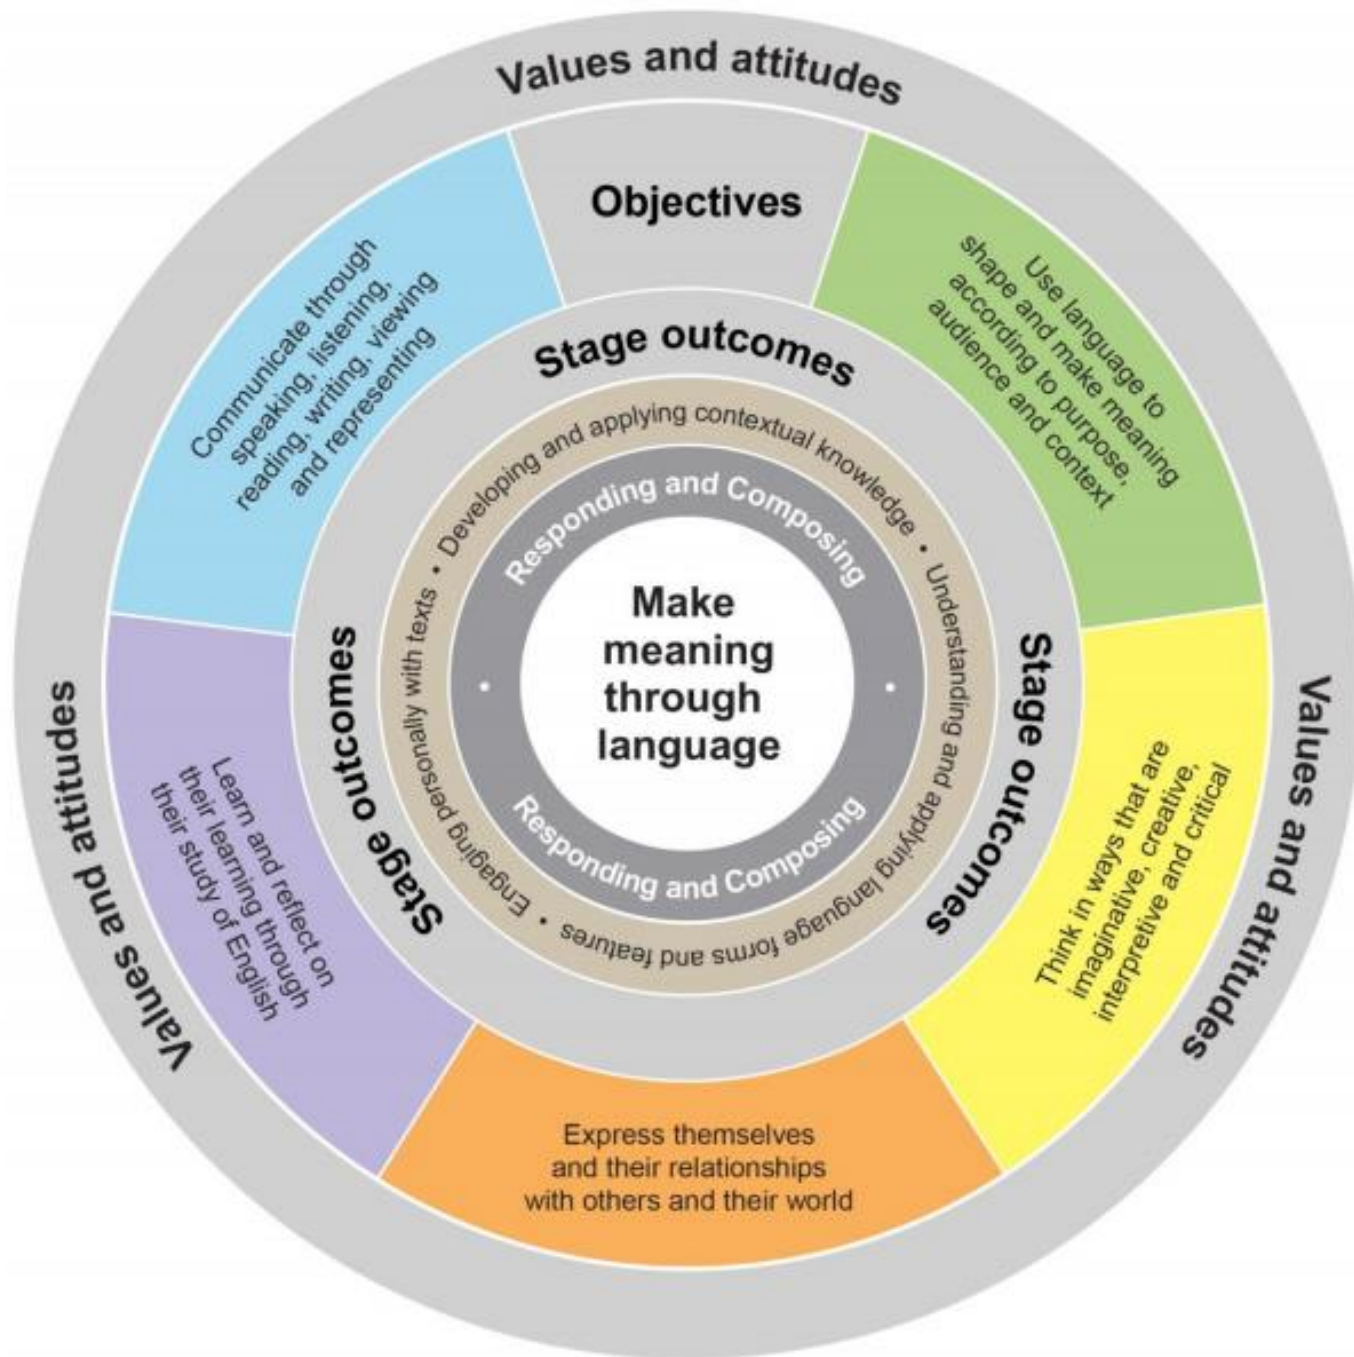 Values and attitudes
Objectives
Communicate through
speaking, listening,
reading, writing, viewing
and representing
Use language to
shape and make meaning
according to purpose,
audience and context
Think in ways that are
imaginative, creative,
interpretive and critical
Express themselves
and their relationships
with others and their world
Learn and reflect on
their learning through
their study of English
Values and attitudes
Values and attitudes
Stage outcomes
Stage outcomes
Stage outcomes
• Developing and applying contextual knowledge
• Understanding and applying language forms and features
• Engaging personally with texts
Responding and Composing
Make
meaning
through
language
Responding and Composing